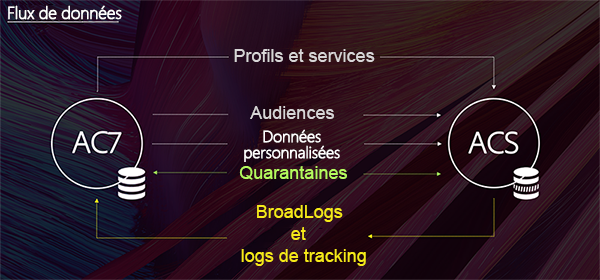 Flux de données
Profils et services
Audiences
AC7
Données
personnalisées
ACS
Quarantaines
BroadLogs
et
logs de tracking